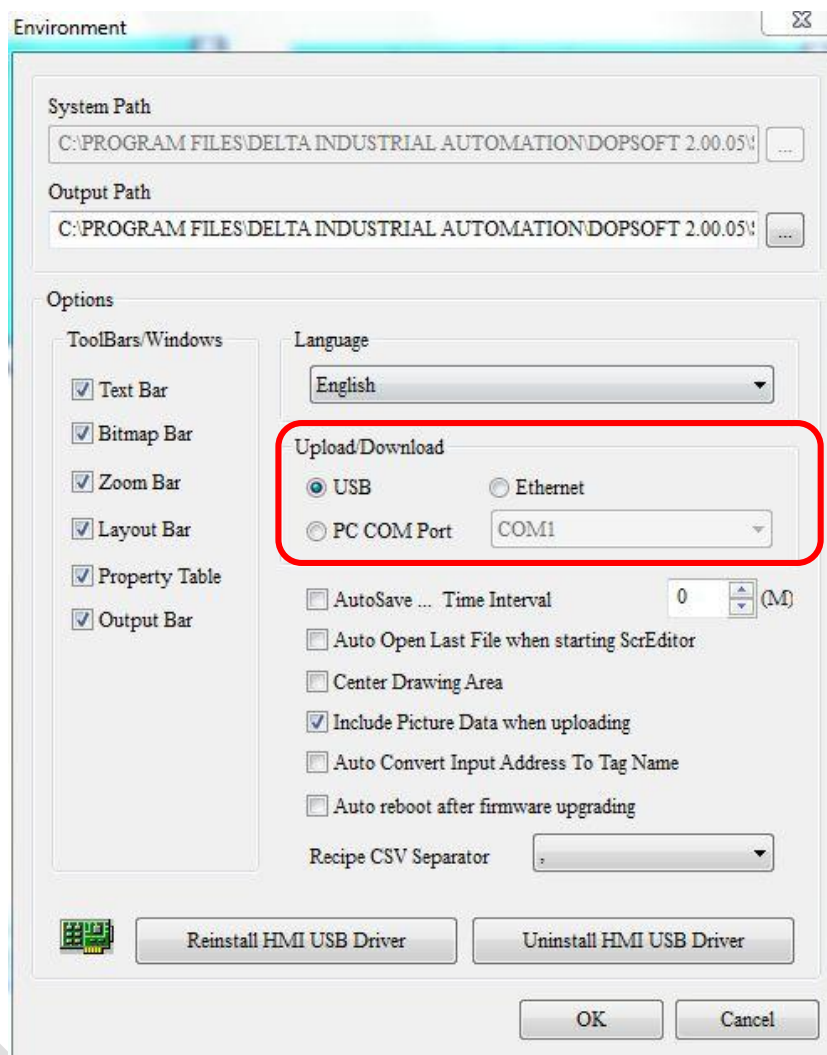 Environment
System Path
C:\PROGRAM FILES\DELTA INDUSTRIAL AUTOMATION\DOPSOFT 2.00.05\
...
Output Path
C:\PROGRAM FILES\DELTA INDUSTRIAL AUTOMATION\DOPSOFT 2.00.05\
...
Options
ToolBars/Windows
Text Bar
Bitmap Bar
Zoom Bar
Layout Bar
Property Table
Output Bar
Language
English
Upload/Download
USB Ethernet
PC COM Port COM1
AutoSave ... Time Interval 0 (M)
Auto Open Last File when starting ScrEditor
Center Drawing Area
Include Picture Data when uploading
Auto Convert Input Address To Tag Name
Auto reboot after firmware upgrading
Recipe CSV Separator ,
Reinstall HMI USB Driver Uninstall HMI USB Driver
OK Cancel